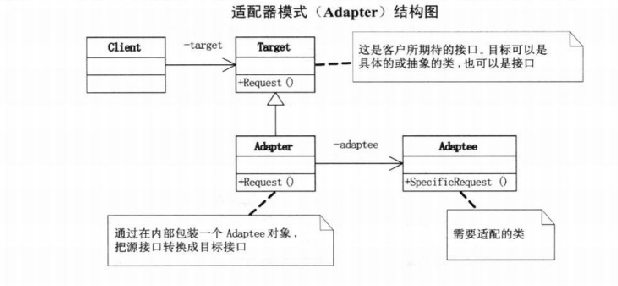 适配器模式（Adapter）结构图
Client
-target
Target
+Request()
这是客户所期待的接口。目标可以是
具体的或抽象的类，也可以是接口
Adapter
+Request()
-adaptee
Adaptee
+SpecificRequest()
通过在内部包装一个 Adaptee 对象，
把源接口转换成目标接口
需要适配的类